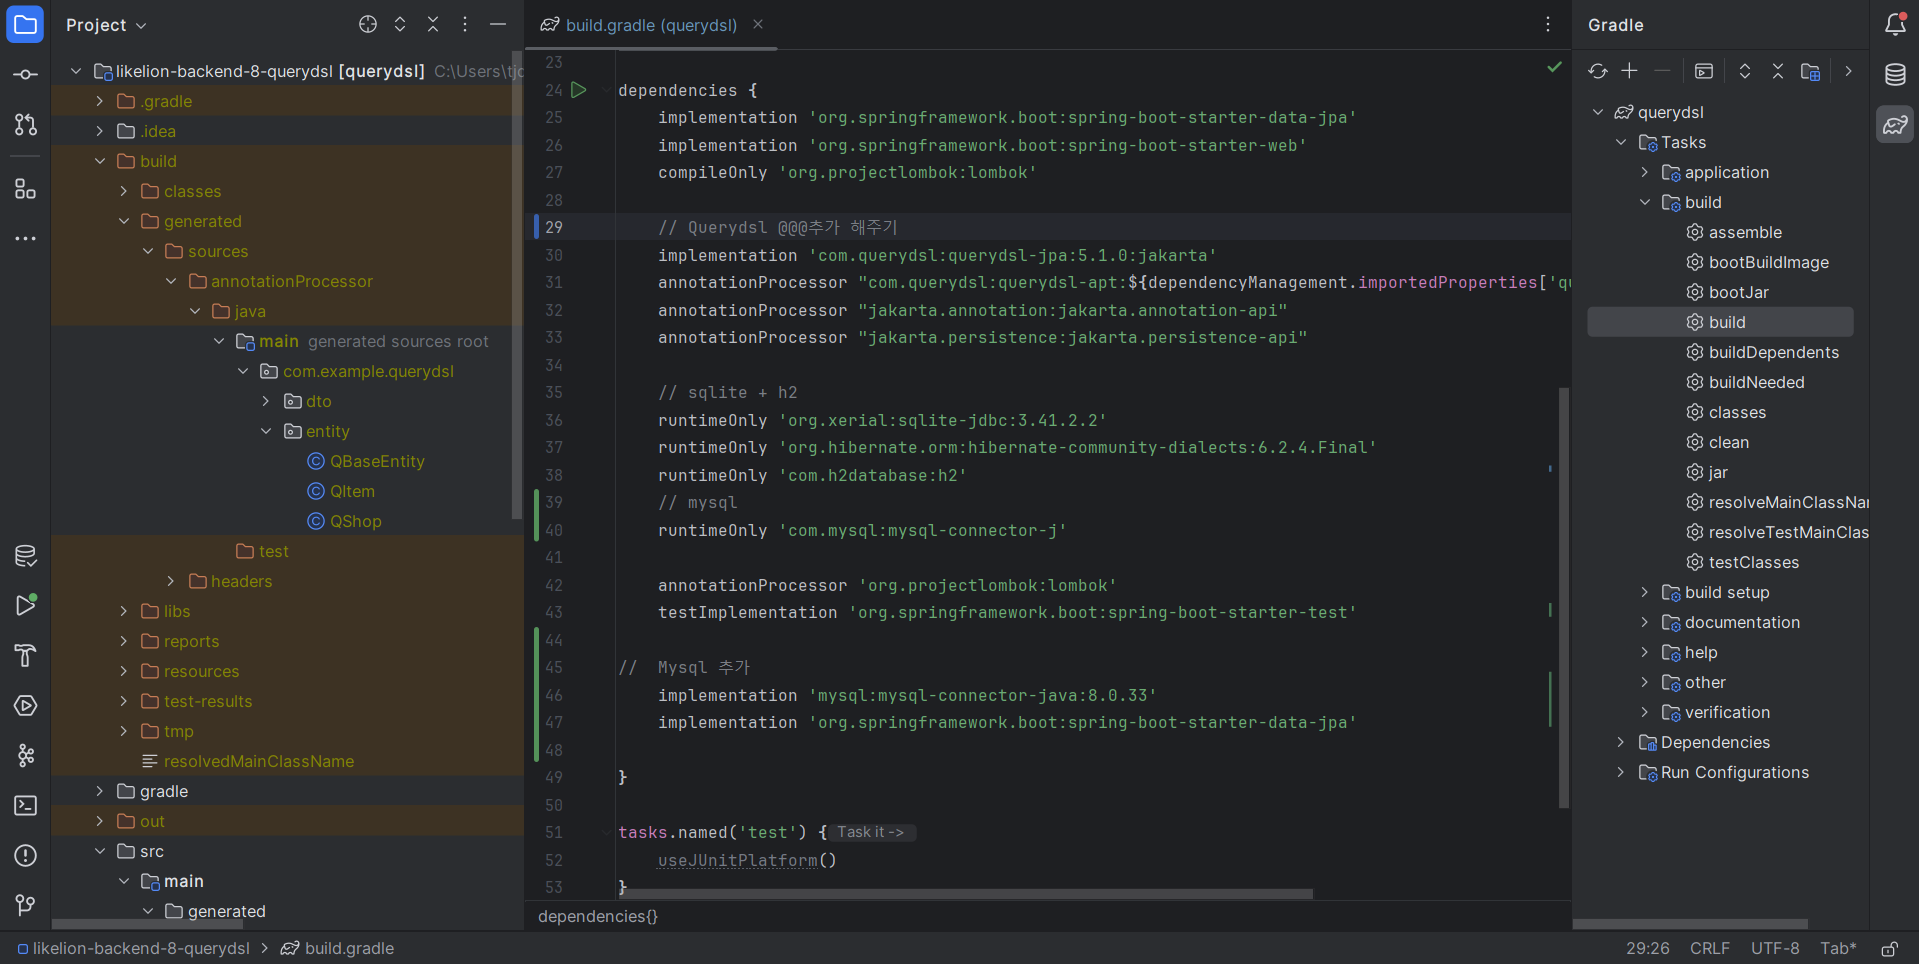 Project
likelion-backend-8-querydsl [querydsl] C:\Users\tjc
.gradle
.idea
build
classes
generated
sources
annotationProcessor
java
main generated sources root
com.example.querydsl
dto
entity
QBaseEntity
QItem
QShop
test
headers
libs
reports
resources
test-results
tmp
resolvedMainClassName
gradle
out
src
main
generated
build.gradle (querydsl)
23
24 dependencies {
25 implementation 'org.springframework.boot:spring-boot-starter-data-jpa'
26 implementation 'org.springframework.boot:spring-boot-starter-web'
27 compileOnly 'org.projectlombok:lombok'
28
29 // Querydsl @@@추가 해주기
30 implementation 'com.querydsl:querydsl-jpa:5.1.0:jakarta'
31 annotationProcessor "com.querydsl:querydsl-apt:${dependencyManagement.importedProperties['qu
32 annotationProcessor "jakarta.annotation:jakarta.annotation-api"
33 annotationProcessor "jakarta.persistence:jakarta.persistence-api"
34
35 // sqlite + h2
36 runtimeOnly 'org.xerial:sqlite-jdbc:3.41.2.2'
37 runtimeOnly 'org.hibernate.orm:hibernate-community-dialects:6.2.4.Final'
38 runtimeOnly 'com.h2database:h2'
39 // mysql
40 runtimeOnly 'com.mysql:mysql-connector-j'
41
42 annotationProcessor 'org.projectlombok:lombok'
43 testImplementation 'org.springframework.boot:spring-boot-starter-test'
44
45 // Mysql 추가
46 implementation 'mysql:mysql-connector-java:8.0.33'
47 implementation 'org.springframework.boot:spring-boot-starter-data-jpa'
48
49 }
50
51 tasks.named('test') { Task it ->
52 useJUnitPlatform()
53 }
dependencies{}
Gradle
querydsl
Tasks
application
build
assemble
bootBuildImage
bootJar
build
buildDependents
buildNeeded
classes
clean
jar
resolveMainClassNar
resolveTestMainClas
testClasses
build setup
documentation
help
other
verification
Dependencies
Run Configurations
likelion-backend-8-querydsl > build.gradle
29:26 CRLF UTF-8 Tab*